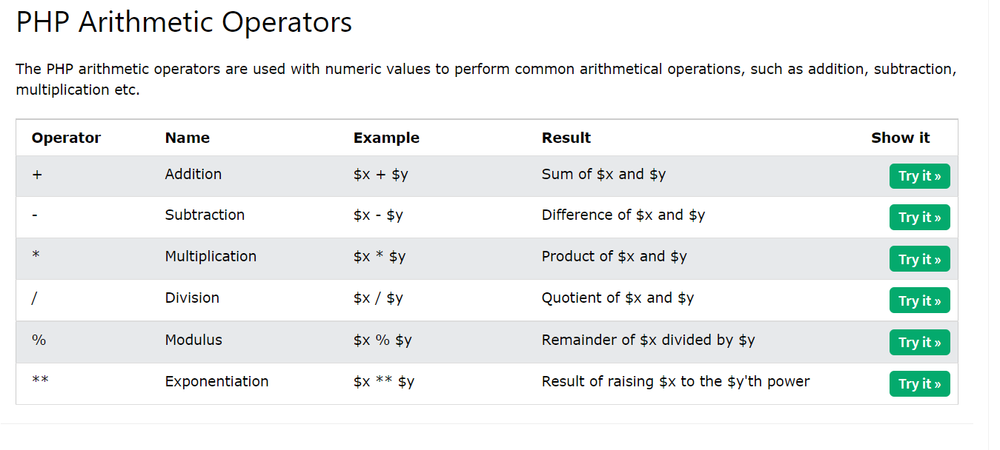 PHP Arithmetic Operators
The PHP arithmetic operators are used with numeric values to perform common arithmetical operations, such as addition, subtraction,
multiplication etc.
Operator Name Example Result Show it
+ Addition $x + $y Sum of $x and $y Try it »
- Subtraction $x - $y Difference of $x and $y Try it »
* Multiplication $x * $y Product of $x and $y Try it »
/ Division $x / $y Quotient of $x and $y Try it »
% Modulus $x % $y Remainder of $x divided by $y Try it »
** Exponentiation $x ** $y Result of raising $x to the $y'th power Try it »